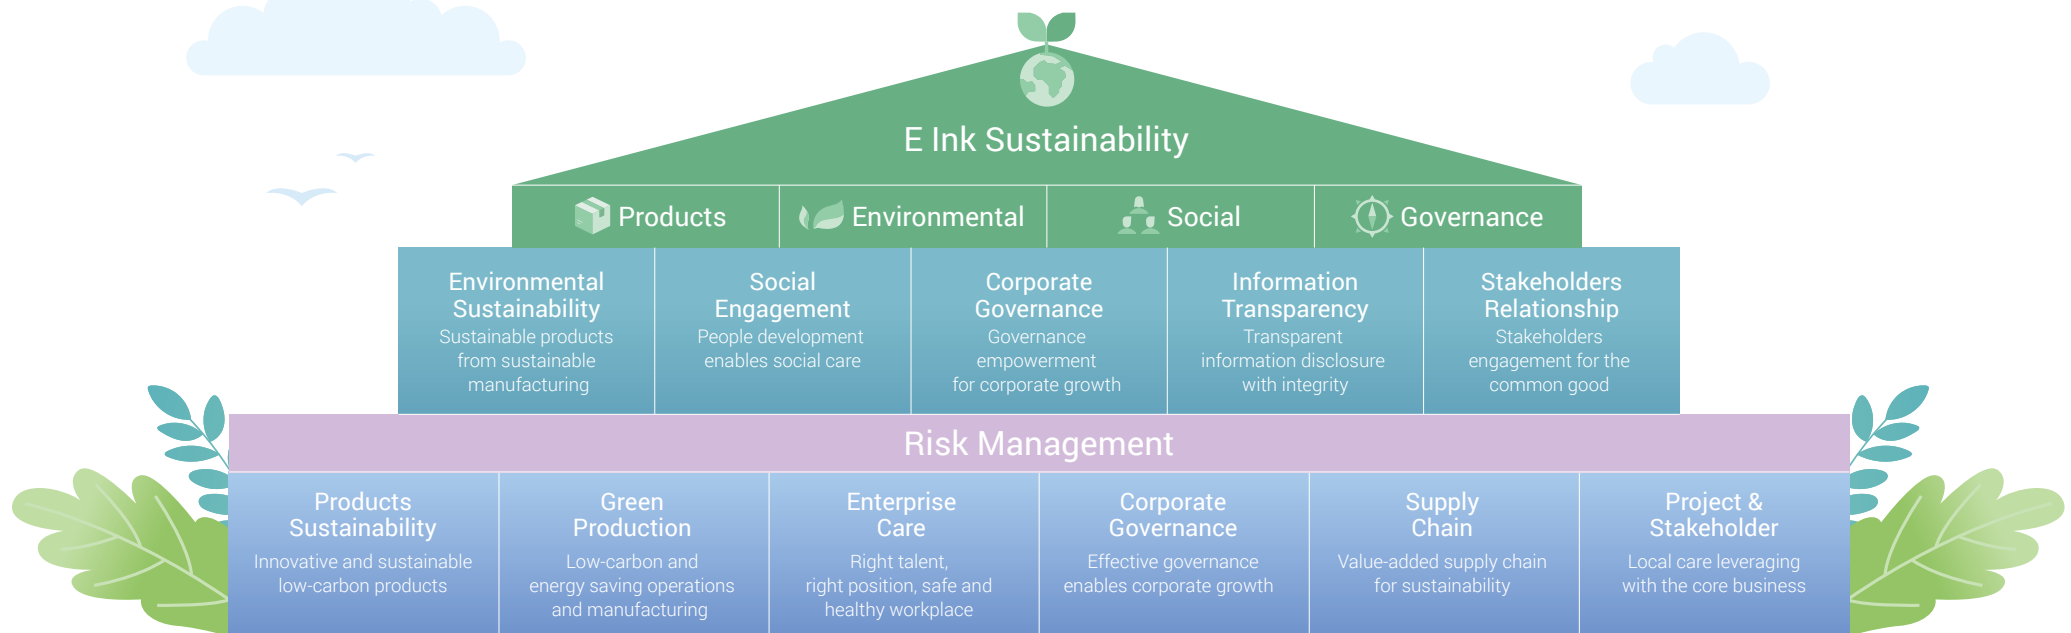 E Ink Sustainability
Products
Environmental
Social
Governance
Environmental
Sustainability
Sustainable products
from sustainable
manufacturing
Social
Engagement
People development
enables social care
Corporate
Governance
Governance
empowerment
for corporate growth
Information
Transparency
Transparent
information disclosure
with integrity
Stakeholders
Relationship
Stakeholders
engagement for the
common good
Risk Management
Products
Sustainability
Innovative and sustainable
low-carbon products
Green
Production
Low-carbon and
energy saving operations
and manufacturing
Enterprise
Care
Right talent,
right position, safe and
healthy workplace
Corporate
Governance
Effective governance
enables corporate growth
Supply
Chain
Value-added supply chain
for sustainability
Project &
Stakeholder
Local care leveraging
with the core business